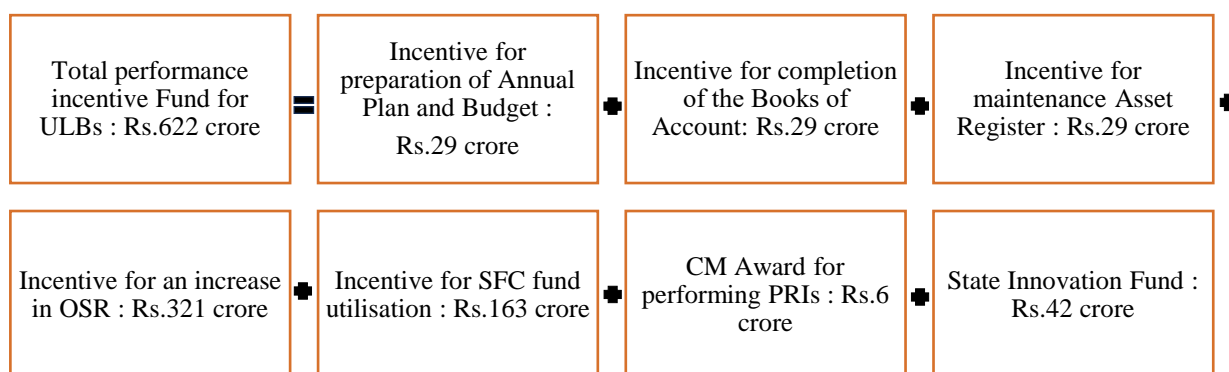 Total performance
incentive Fund for
ULBs : Rs.622 crore
=
Incentive for
preparation of Annual
Plan and Budget :
Rs.29 crore
+
Incentive for completion
of the Books of
Account: Rs.29 crore
+
Incentive for
maintenance Asset
Register : Rs.29 crore
+
Incentive for an increase
in OSR : Rs.321 crore
+
Incentive for SFC fund
utilisation : Rs.163 crore
+
CM Award for
performing PRIs : Rs.6
crore
+
State Innovation Fund :
Rs.42 crore